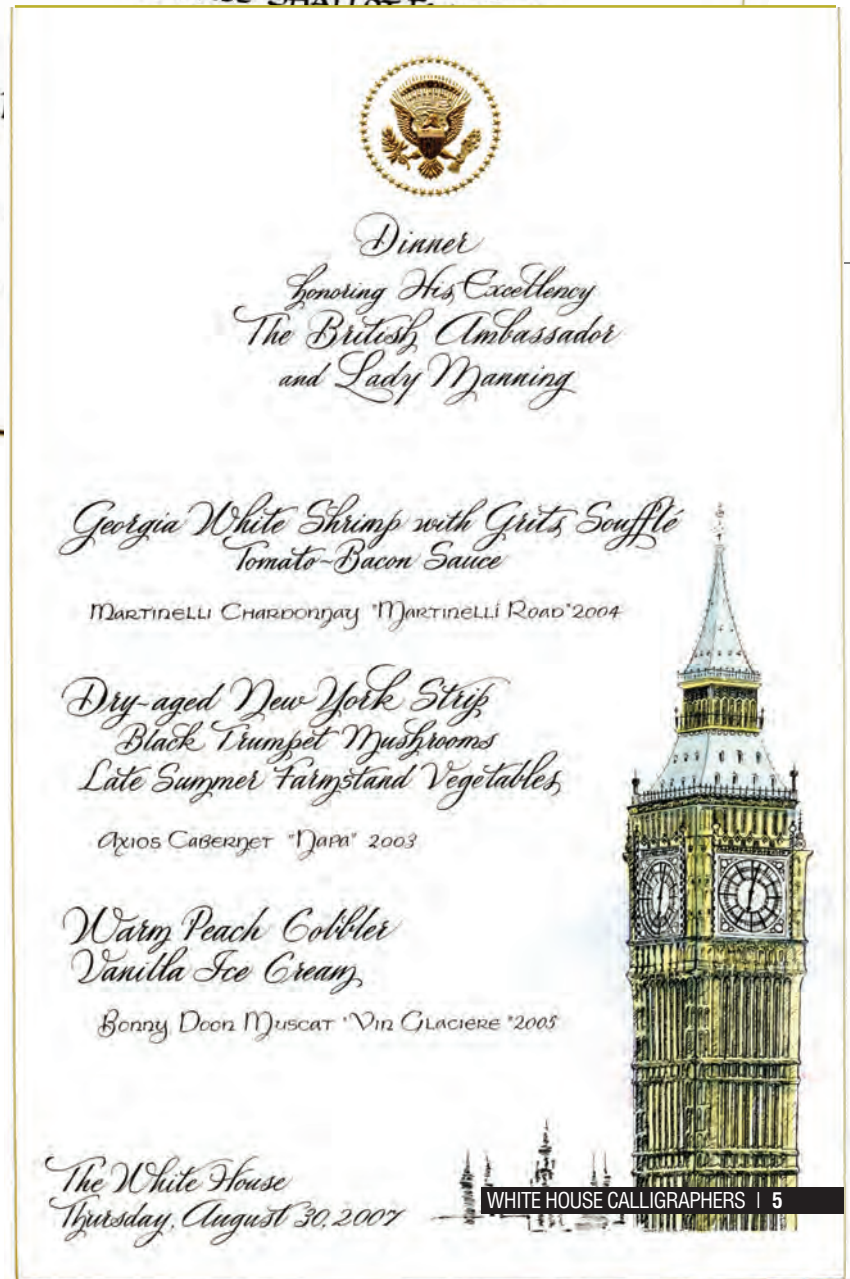 Dinner
honoring His Excellency
The British Ambassador
and Lady Manning
Georgia White Shrimp with Grits Soufflé
Tomato~Bacon Sauce
Martinelli Chardonnay "Martinelli Road" 2004
Dry-aged New York Strip
Black Trumpet Mushrooms
Late Summer Farmstand Vegetables
Axios Cabernet "Napa" 2003
Warm Peach Cobbler
Vanilla Ice Cream
Bonny Doon Muscat "Vin Glaciere" 2005
The White House
Thursday, August 30, 2007
WHITE HOUSE CALLIGRAPHERS | 5